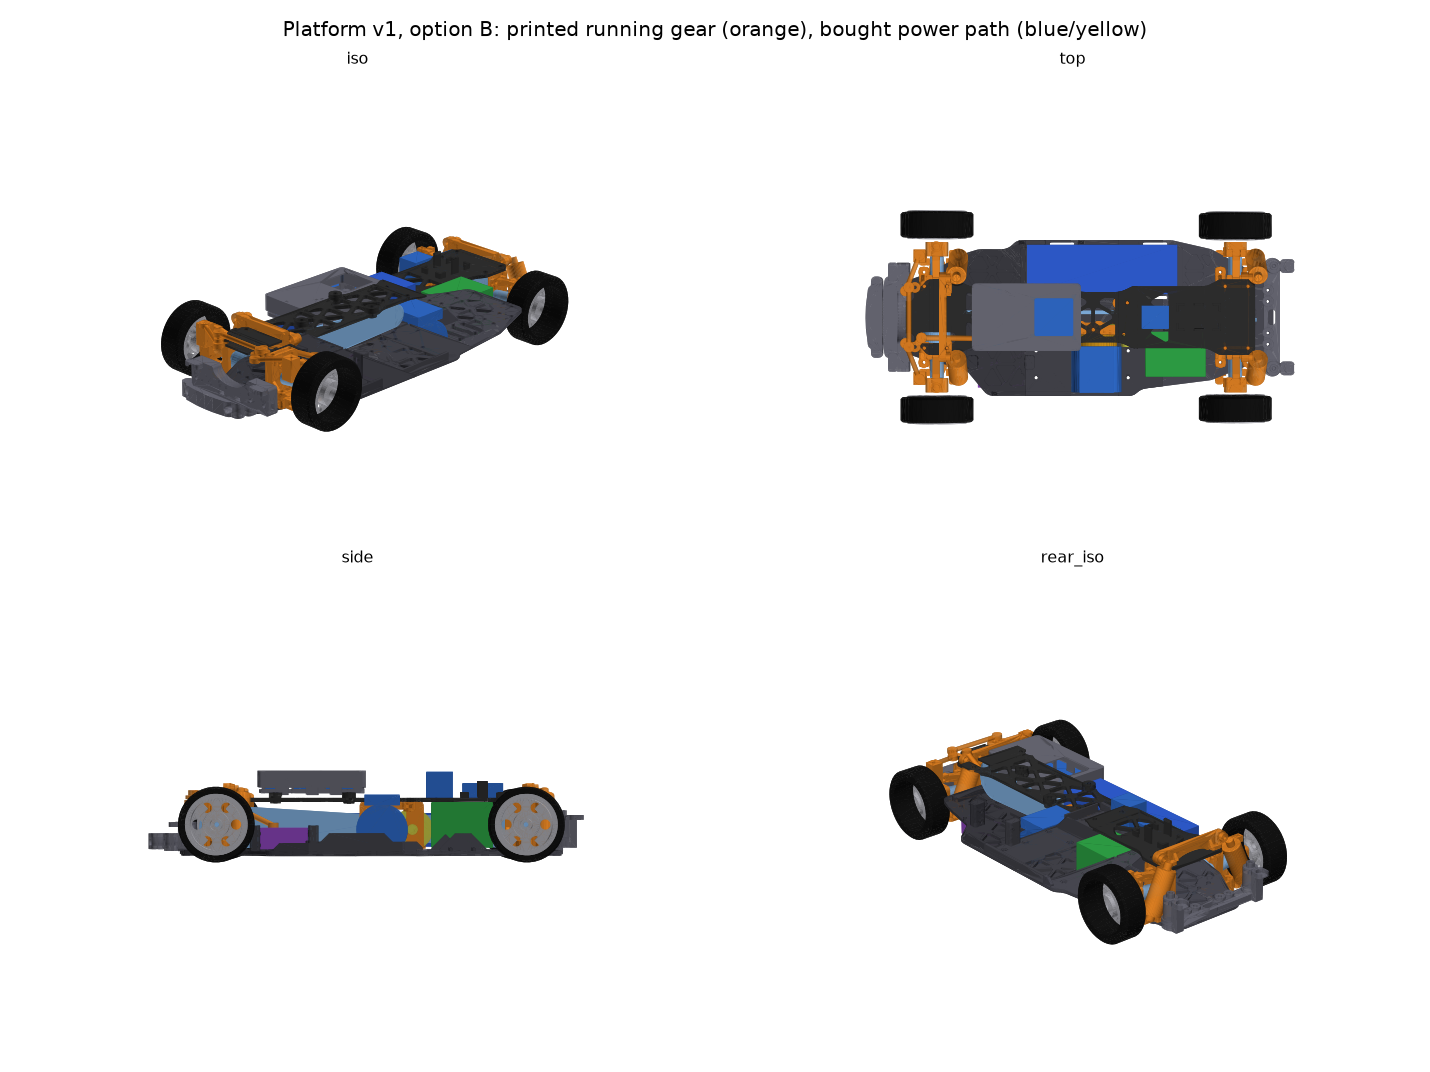 Platform v1, option B: printed running gear (orange), bought power path (blue/yellow)
iso
top
side
rear_iso